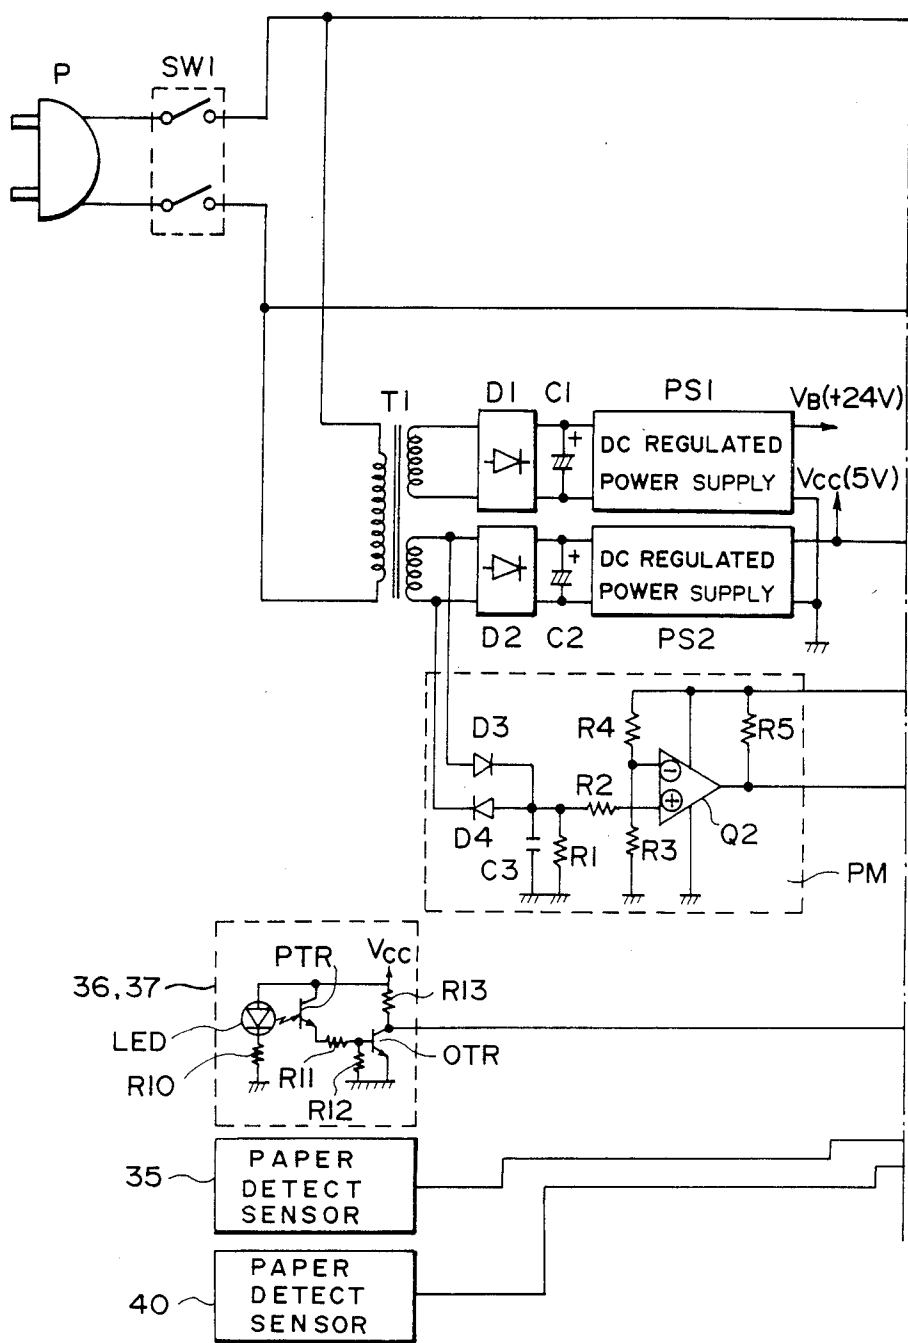 P
SW1
T1
D1
C1
PS1
VB(+24V)
+
DC REGULATED
POWER SUPPLY
VCC(5V)
+
DC REGULATED
POWER SUPPLY
D2
C2
PS2
D3
R4
R5
R2
D4
Q2
C3
R1
R3
PM
PTR
VCC
36,37
R13
LED
OTR
R10
R11
R12
35
PAPER
DETECT
SENSOR
40
PAPER
DETECT
SENSOR